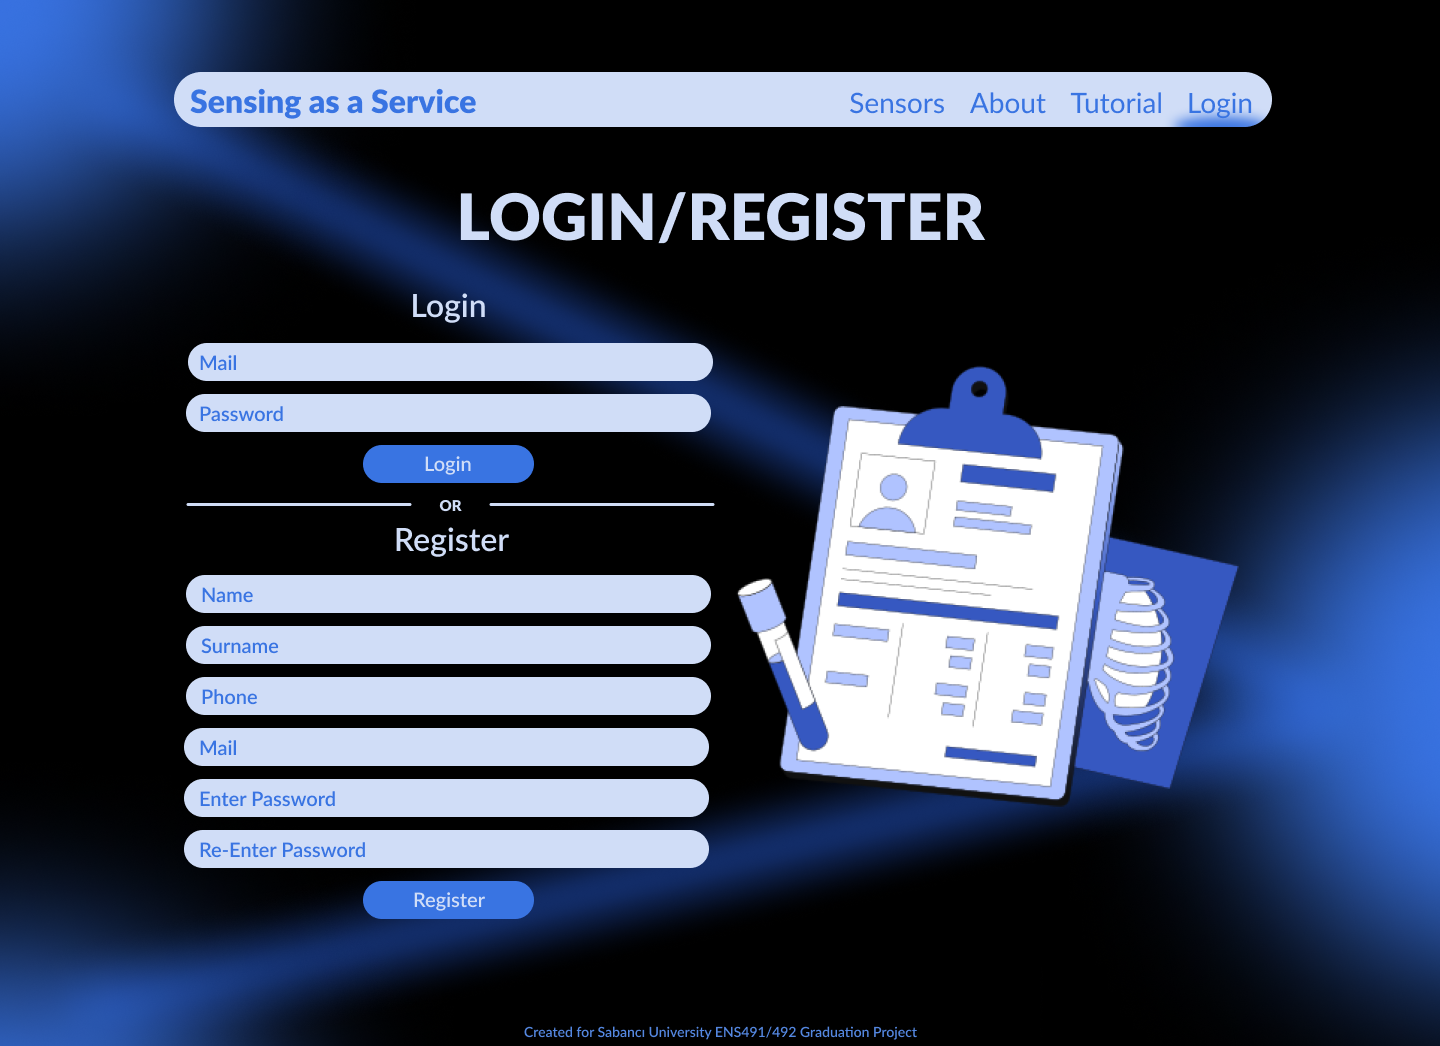 Sensing as a Service
Sensors About Tutorial Login
LOGIN/REGISTER
Login
Mail
Password
Login
OR
Register
Name
Surname
Phone
Mail
Enter Password
Re-Enter Password
Register
Created for Sabancı University ENS491/492 Graduation Project